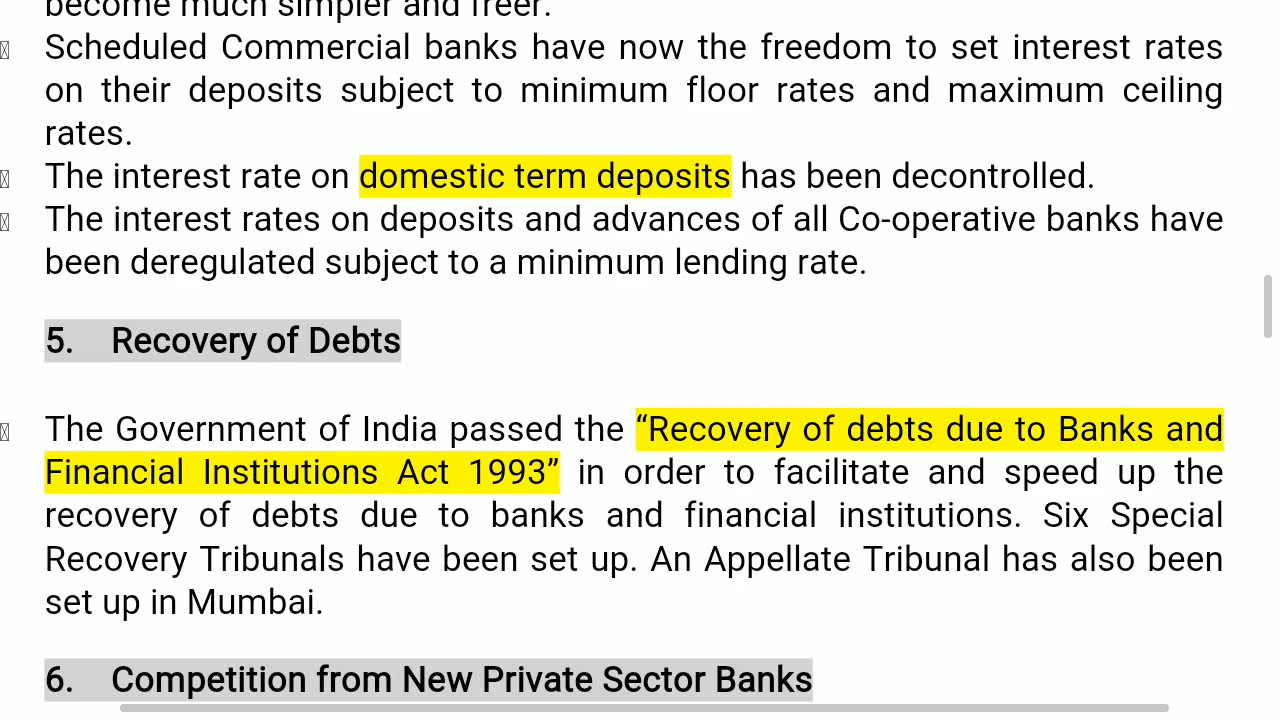 become much simpler and freer.
Scheduled Commercial banks have now the freedom to set interest rates
on their deposits subject to minimum floor rates and maximum ceiling
rates.
The interest rate on domestic term deposits has been decontrolled.
The interest rates on deposits and advances of all Co-operative banks have
been deregulated subject to a minimum lending rate.
5. Recovery of Debts
The Government of India passed the “Recovery of debts due to Banks and
Financial Institutions Act 1993” in order to facilitate and speed up the
recovery of debts due to banks and financial institutions. Six Special
Recovery Tribunals have been set up. An Appellate Tribunal has also been
set up in Mumbai.
6. Competition from New Private Sector Banks